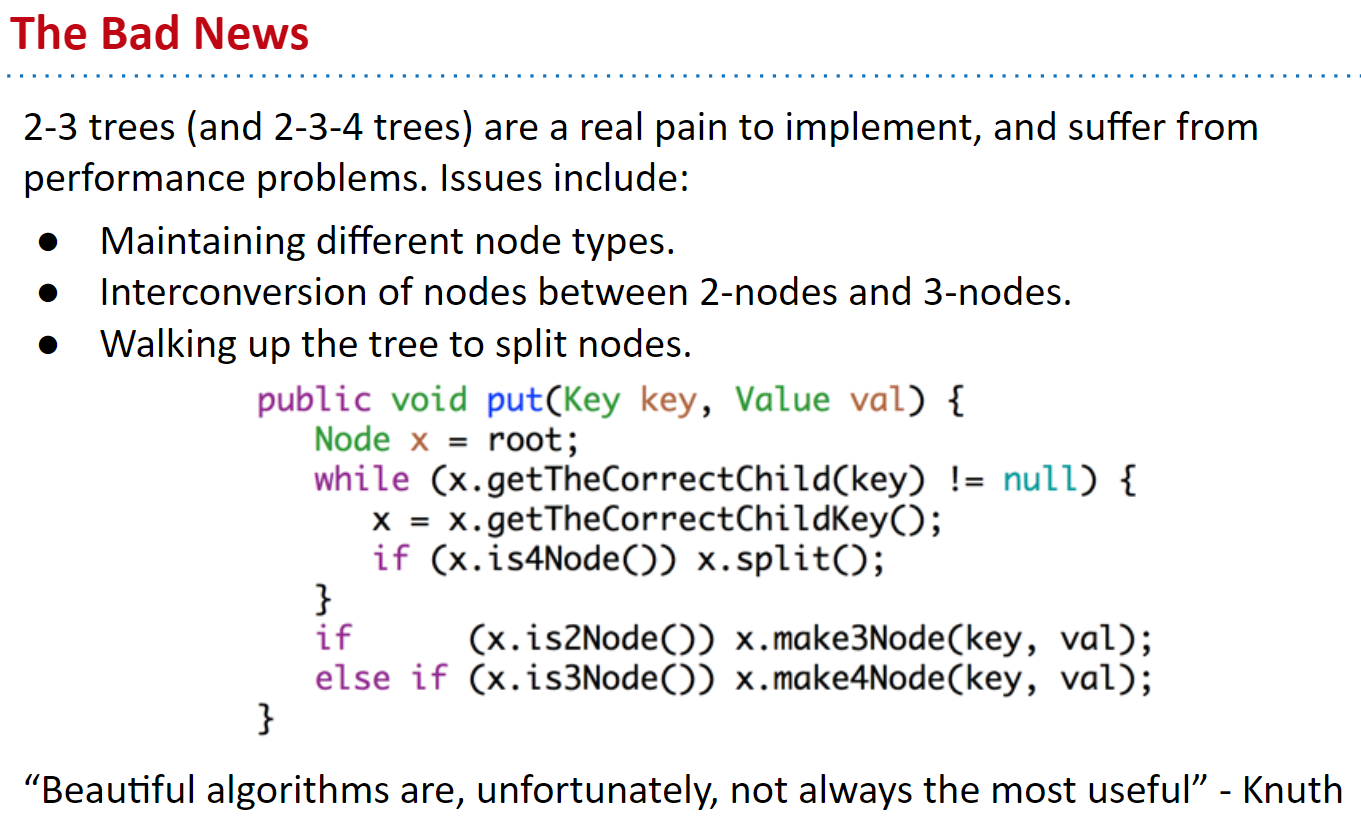 The Bad News
2-3 trees (and 2-3-4 trees) are a real pain to implement, and suffer from
performance problems. Issues include:
● Maintaining different node types.
● Interconversion of nodes between 2-nodes and 3-nodes.
● Walking up the tree to split nodes.
public void put(Key key, Value val) {
   Node x = root;
   while (x.getTheCorrectChild(key) != null) {
      x = x.getTheCorrectChildKey();
      if (x.is4Node()) x.split();
   }
   if      (x.is2Node()) x.make3Node(key, val);
   else if (x.is3Node()) x.make4Node(key, val);
}
“Beautiful algorithms are, unfortunately, not always the most useful” - Knuth